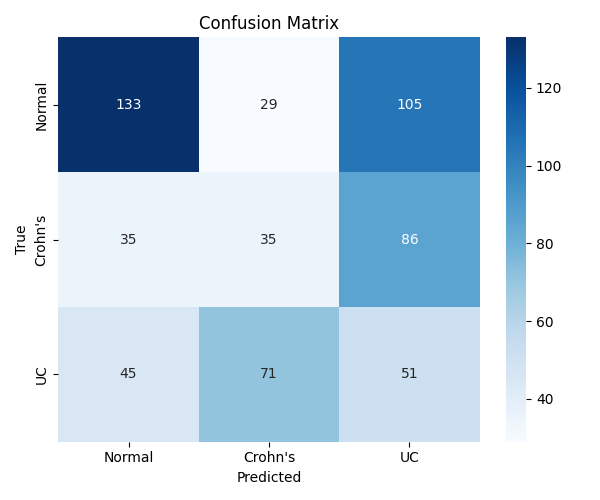 Confusion Matrix
True
Normal 133 29 105
Crohn's 35 35 86
UC 45 71 51
Normal Crohn's UC
Predicted
120
100
80
60
40